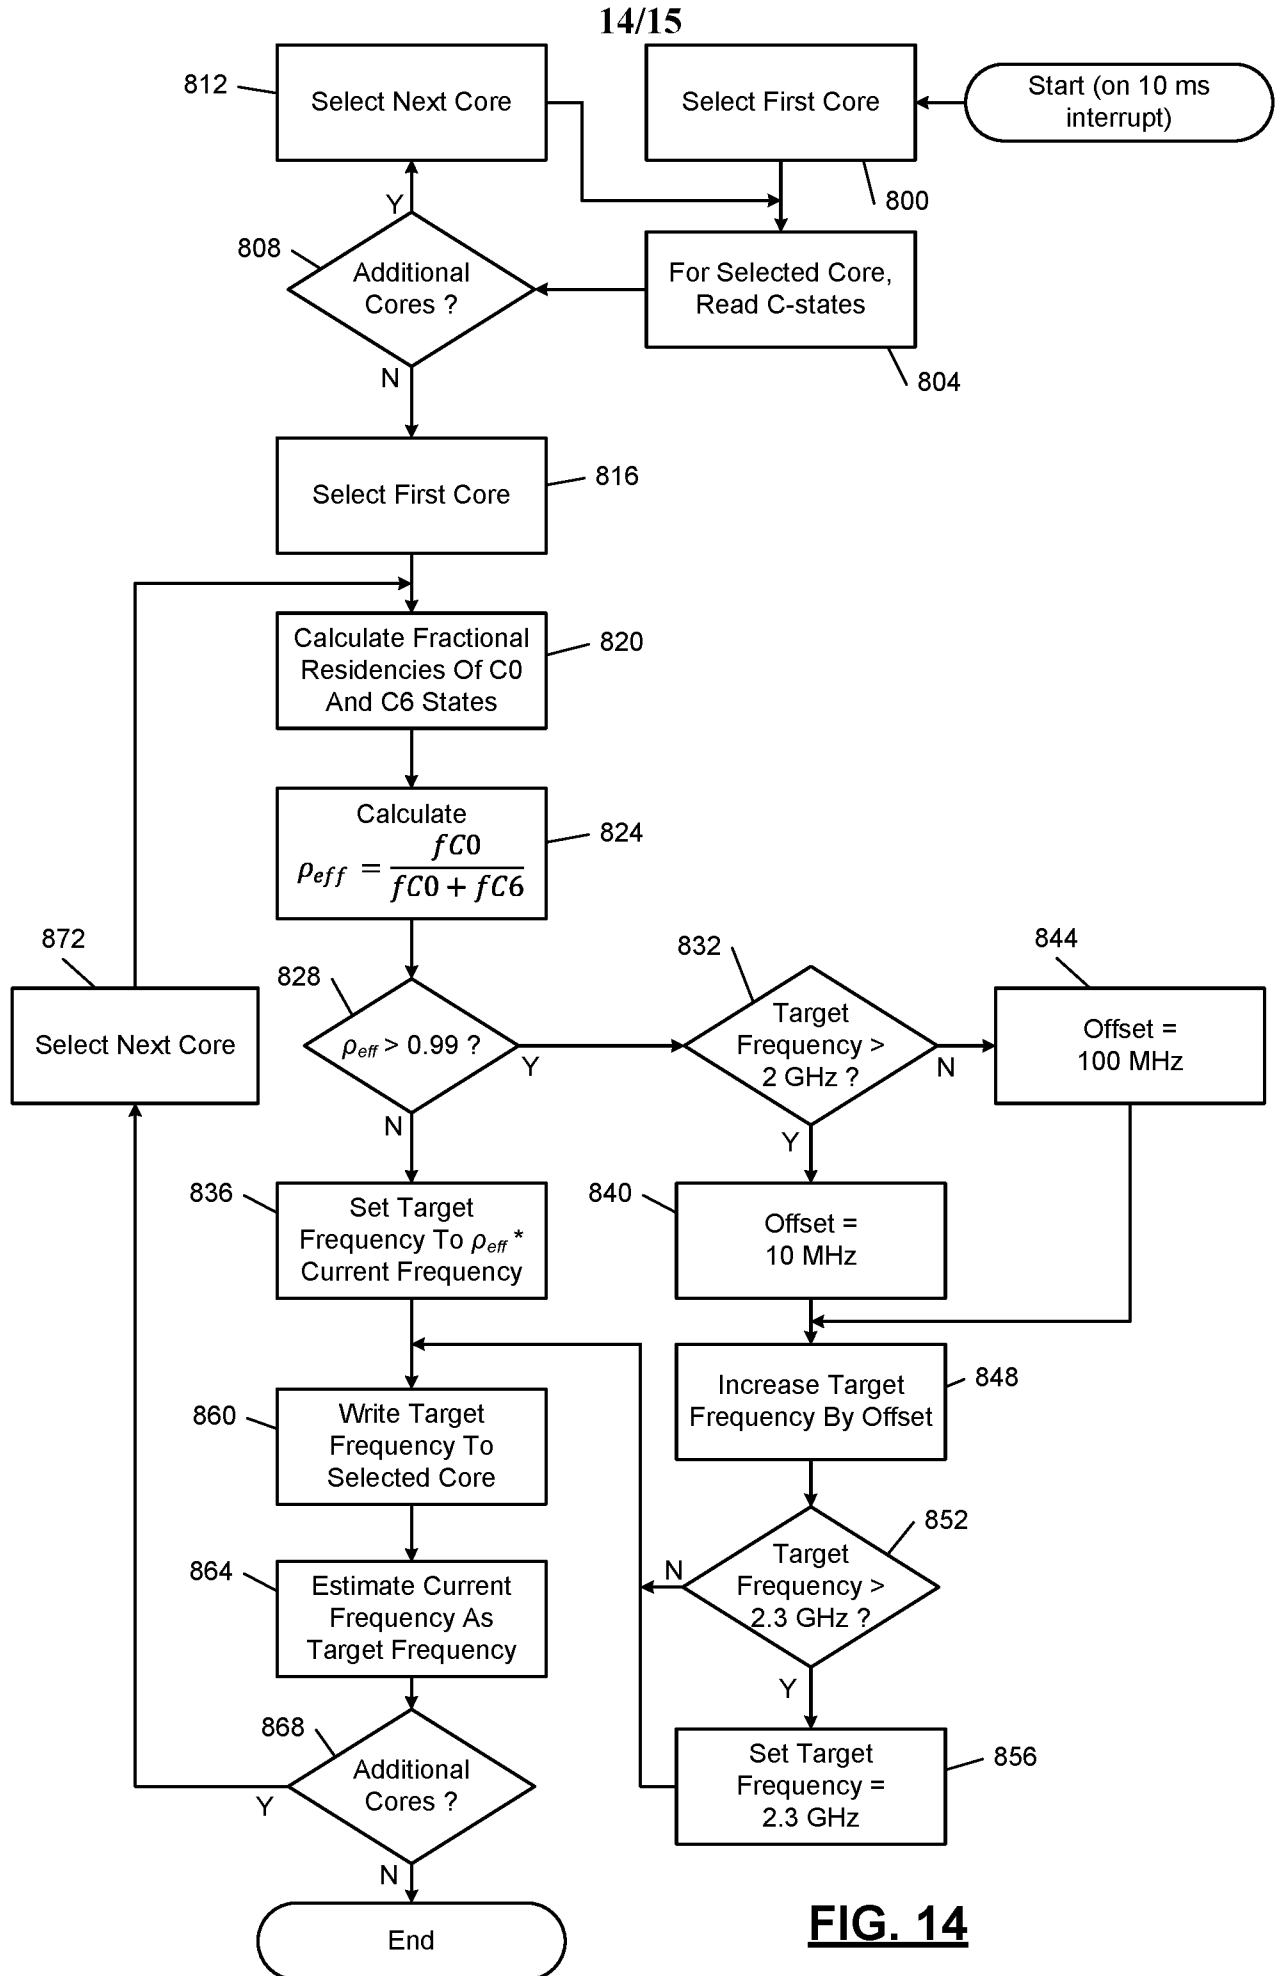 14/15
812
Select Next Core
Select First Core
Start (on 10 ms
interrupt)
800
Y
808
Additional
Cores ?
For Selected Core,
Read C-states
804
N
Select First Core
816
Calculate Fractional
Residencies Of C0
And C6 States
820
Calculate
ρeff = fC0 / (fC0 + fC6)
824
872
Select Next Core
828
ρeff > 0.99 ?
Y
N
832
Target
Frequency >
2 GHz ?
N
Y
844
Offset =
100 MHz
836
Set Target
Frequency To ρeff *
Current Frequency
840
Offset =
10 MHz
848
Increase Target
Frequency By Offset
860
Write Target
Frequency To
Selected Core
852
Target
Frequency >
2.3 GHz ?
N
Y
864
Estimate Current
Frequency As
Target Frequency
856
Set Target
Frequency =
2.3 GHz
868
Additional
Cores ?
Y
N
End
FIG. 14